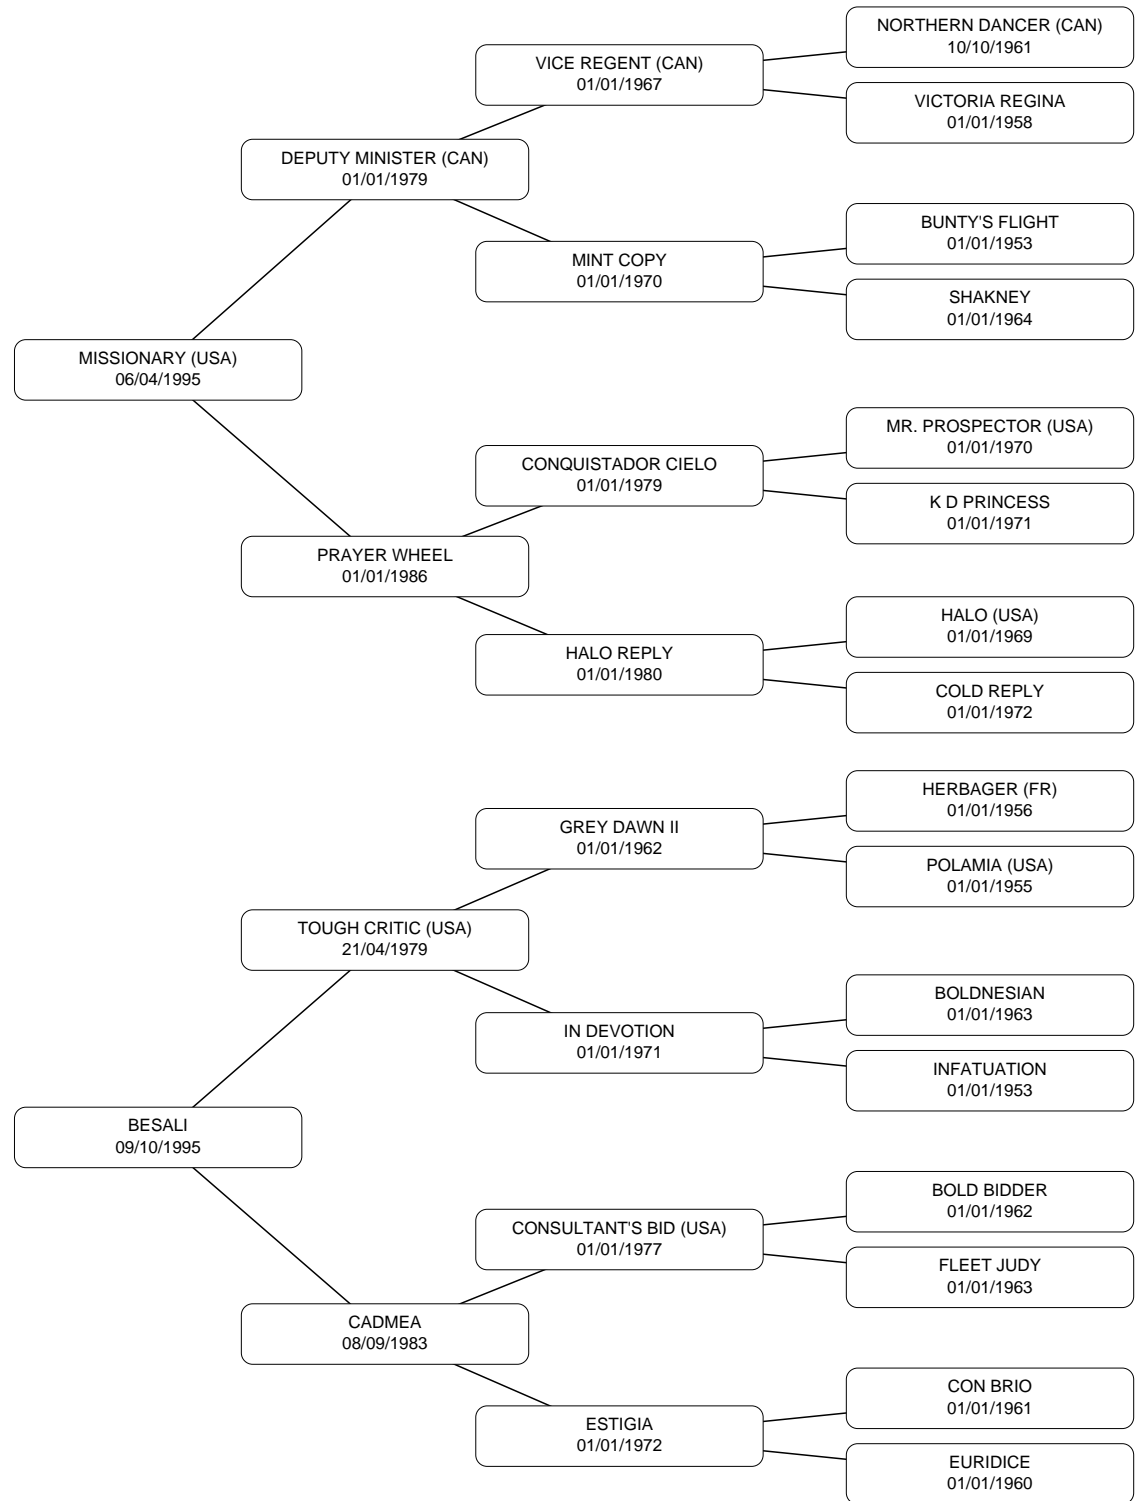 NORTHERN DANCER (CAN)
10/10/1961
VICE REGENT (CAN)
01/01/1967
VICTORIA REGINA
01/01/1958
DEPUTY MINISTER (CAN)
01/01/1979
BUNTY'S FLIGHT
01/01/1953
MINT COPY
01/01/1970
SHAKNEY
01/01/1964
MISSIONARY (USA)
06/04/1995
MR. PROSPECTOR (USA)
01/01/1970
CONQUISTADOR CIELO
01/01/1979
K D PRINCESS
01/01/1971
PRAYER WHEEL
01/01/1986
HALO (USA)
01/01/1969
HALO REPLY
01/01/1980
COLD REPLY
01/01/1972
HERBAGER (FR)
01/01/1956
GREY DAWN II
01/01/1962
POLAMIA (USA)
01/01/1955
TOUGH CRITIC (USA)
21/04/1979
BOLDNESIAN
01/01/1963
IN DEVOTION
01/01/1971
INFATUATION
01/01/1953
BESALI
09/10/1995
BOLD BIDDER
01/01/1962
CONSULTANT'S BID (USA)
01/01/1977
FLEET JUDY
01/01/1963
CADMEA
08/09/1983
CON BRIO
01/01/1961
ESTIGIA
01/01/1972
EURIDICE
01/01/1960